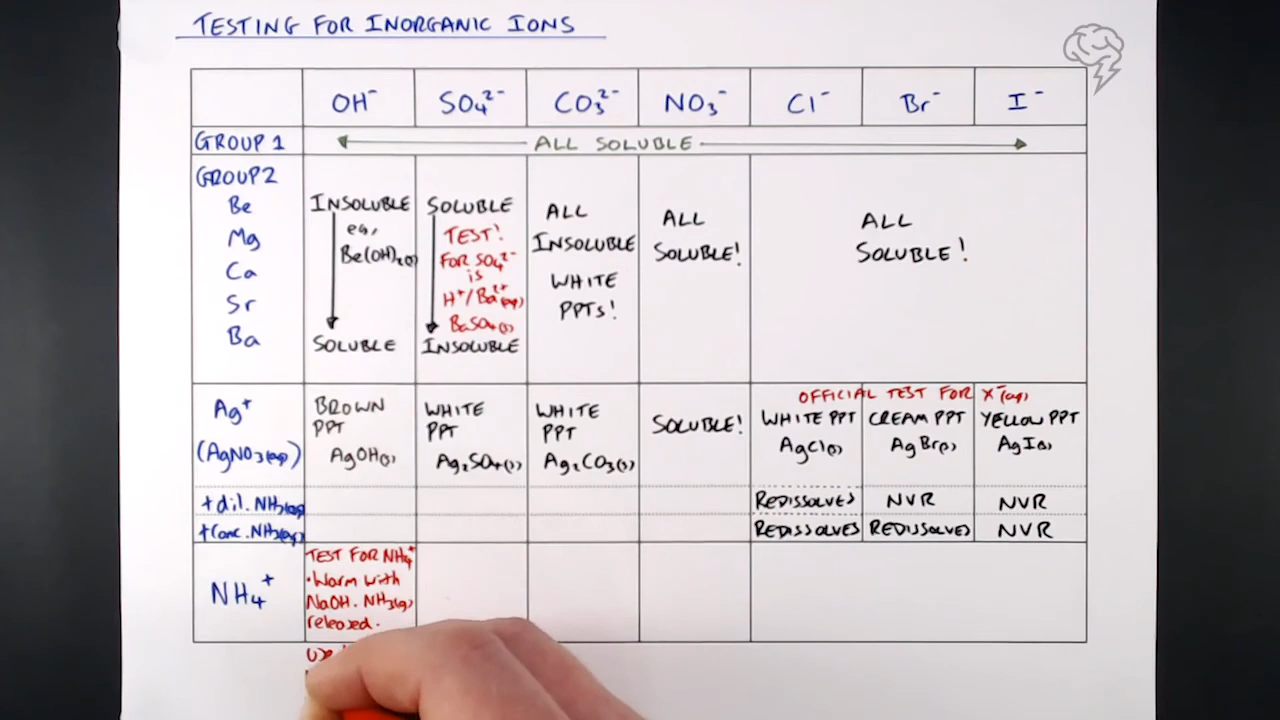 TESTING FOR INORGANIC IONS
OH⁻ SO₄²⁻ CO₃²⁻ NO₃⁻ Cl⁻ Br⁻ I⁻
GROUP 1
ALL SOLUBLE
GROUP 2
Be
Mg
Ca
Sr
Ba
INSOLUBLE
eg,
Be(OH)₂(s)
SOLUBLE
SOLUBLE
TEST!
FOR SO₄²⁻
is
H⁺/Ba²⁺(aq)
BaSO₄(s)
INSOLUBLE
ALL
INSOLUBLE
WHITE
PPTs!
ALL
SOLUBLE!
ALL
SOLUBLE!
Ag⁺
(AgNO₃(aq))
BROWN
PPT
AgOH(s)
WHITE
PPT
Ag₂SO₄(s)
WHITE
PPT
Ag₂CO₃(s)
SOLUBLE!
OFFICIAL TEST FOR X⁻(aq)
WHITE PPT
AgCl(s)
CREAM PPT
AgBr(s)
YELLOW PPT
AgI(s)
+ dil. NH₃(aq)
REDISSOLVES NVR NVR
+ conc. NH₃(aq)
REDISSOLVES REDISSOLVES NVR
NH₄⁺
TEST FOR NH₄⁺
·Warm with
NaOH. NH₃(g)
released.